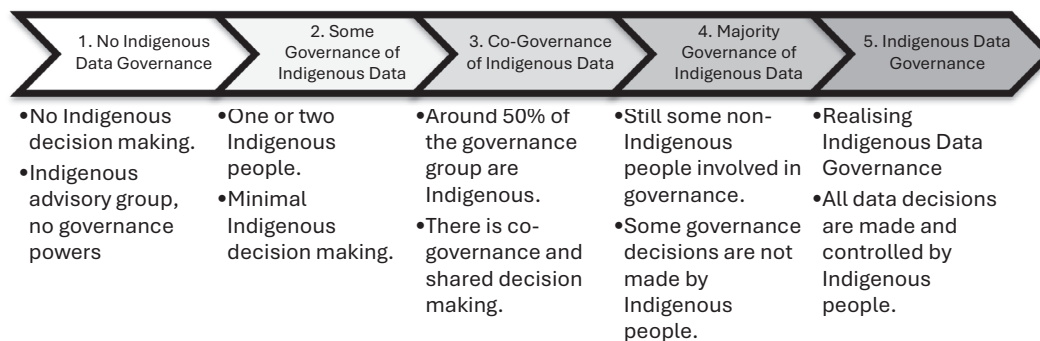 1. No Indigenous
Data Governance
2. Some
Governance of
Indigenous Data
3. Co-Governance
of Indigenous Data
4. Majority
Governance of
Indigenous Data
5. Indigenous Data
Governance
•No Indigenous
decision making.
•Indigenous
advisory group,
no governance
powers
•One or two
Indigenous
people.
•Minimal
Indigenous
decision making.
•Around 50% of
the governance
group are
Indigenous.
•There is co-
governance and
shared decision
making.
•Still some non-
Indigenous
people involved in
governance.
•Some governance
decisions are not
made by
Indigenous
people.
•Realising
Indigenous Data
Governance
•All data decisions
are made and
controlled by
Indigenous
people.